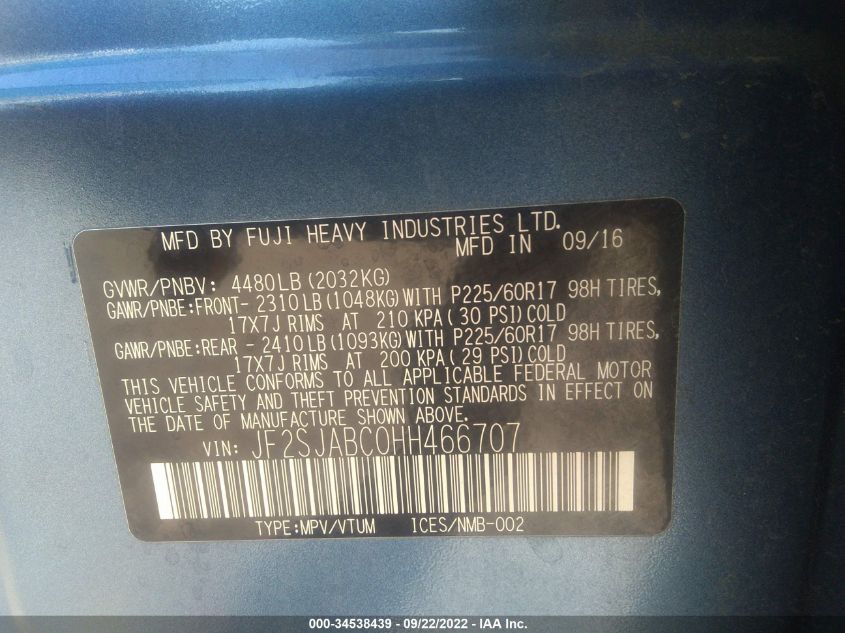 MFD BY FUJI HEAVY INDUSTRIES LTD.
MFD IN 09/16
GVWR/PNBV: 4480LB(2032KG)
GAWR/PNBE:FRONT- 2310LB(1048KG)WITH P225/60R17 98H TIRES,
17X7J RIMS AT 210 KPA( 30 PSI)COLD
GAWR/PNBE:REAR - 2410LB(1093KG)WITH P225/60R17 98H TIRES,
17X7J RIMS AT 200 KPA( 29 PSI)COLD
THIS VEHICLE CONFORMS TO ALL APPLICABLE FEDERAL MOTOR
VEHICLE SAFETY AND THEFT PREVENTION STANDARDS IN EFFECT ON
THE DATE OF MANUFACTURE SHOWN ABOVE.
VIN: JF2SJABC0HH466707
TYPE:MPV/VTUM ICES/NMB-002
000-34538439 - 09/22/2022 - IAA Inc.